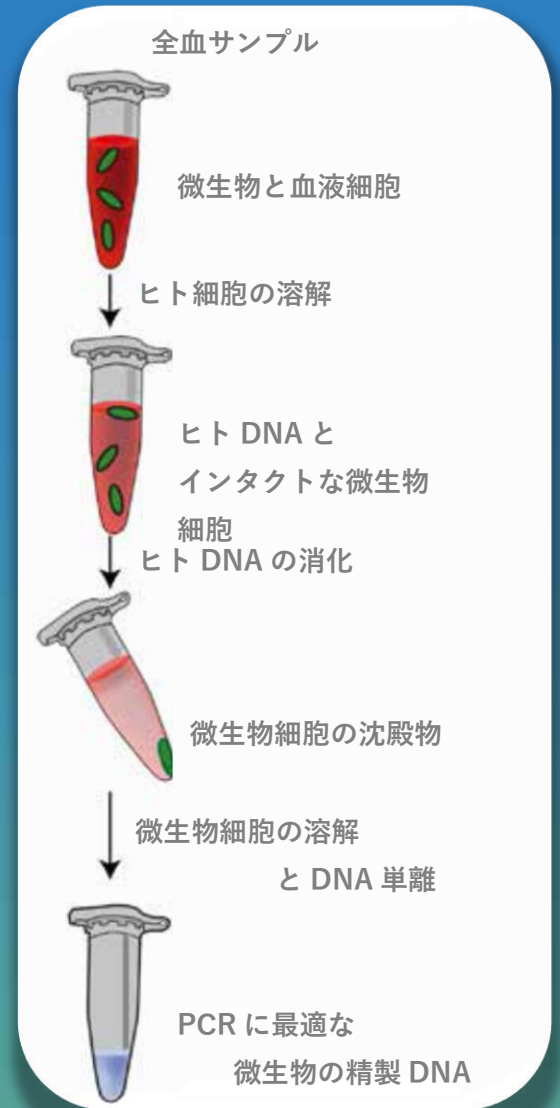 全血サンプル
微生物と血液細胞
ヒト細胞の溶解
ヒト DNA と
インタクトな微生物
細胞
ヒト DNA の消化
微生物細胞の沈殿物
微生物細胞の溶解
と DNA 単離
PCR に最適な
微生物の精製 DNA